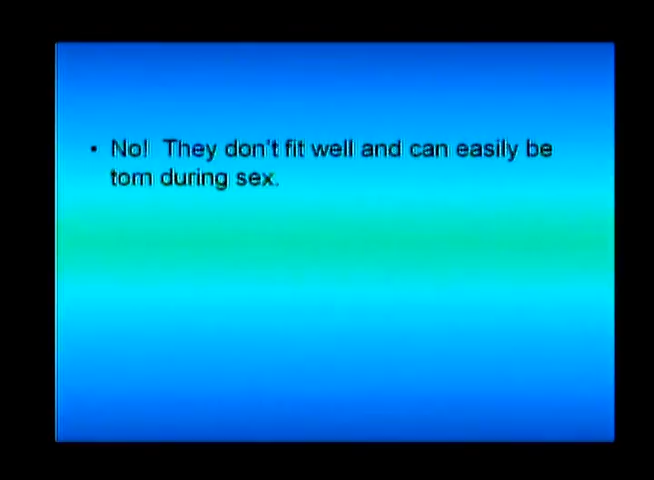 • No! They don't fit well and can easily be
torn during sex.